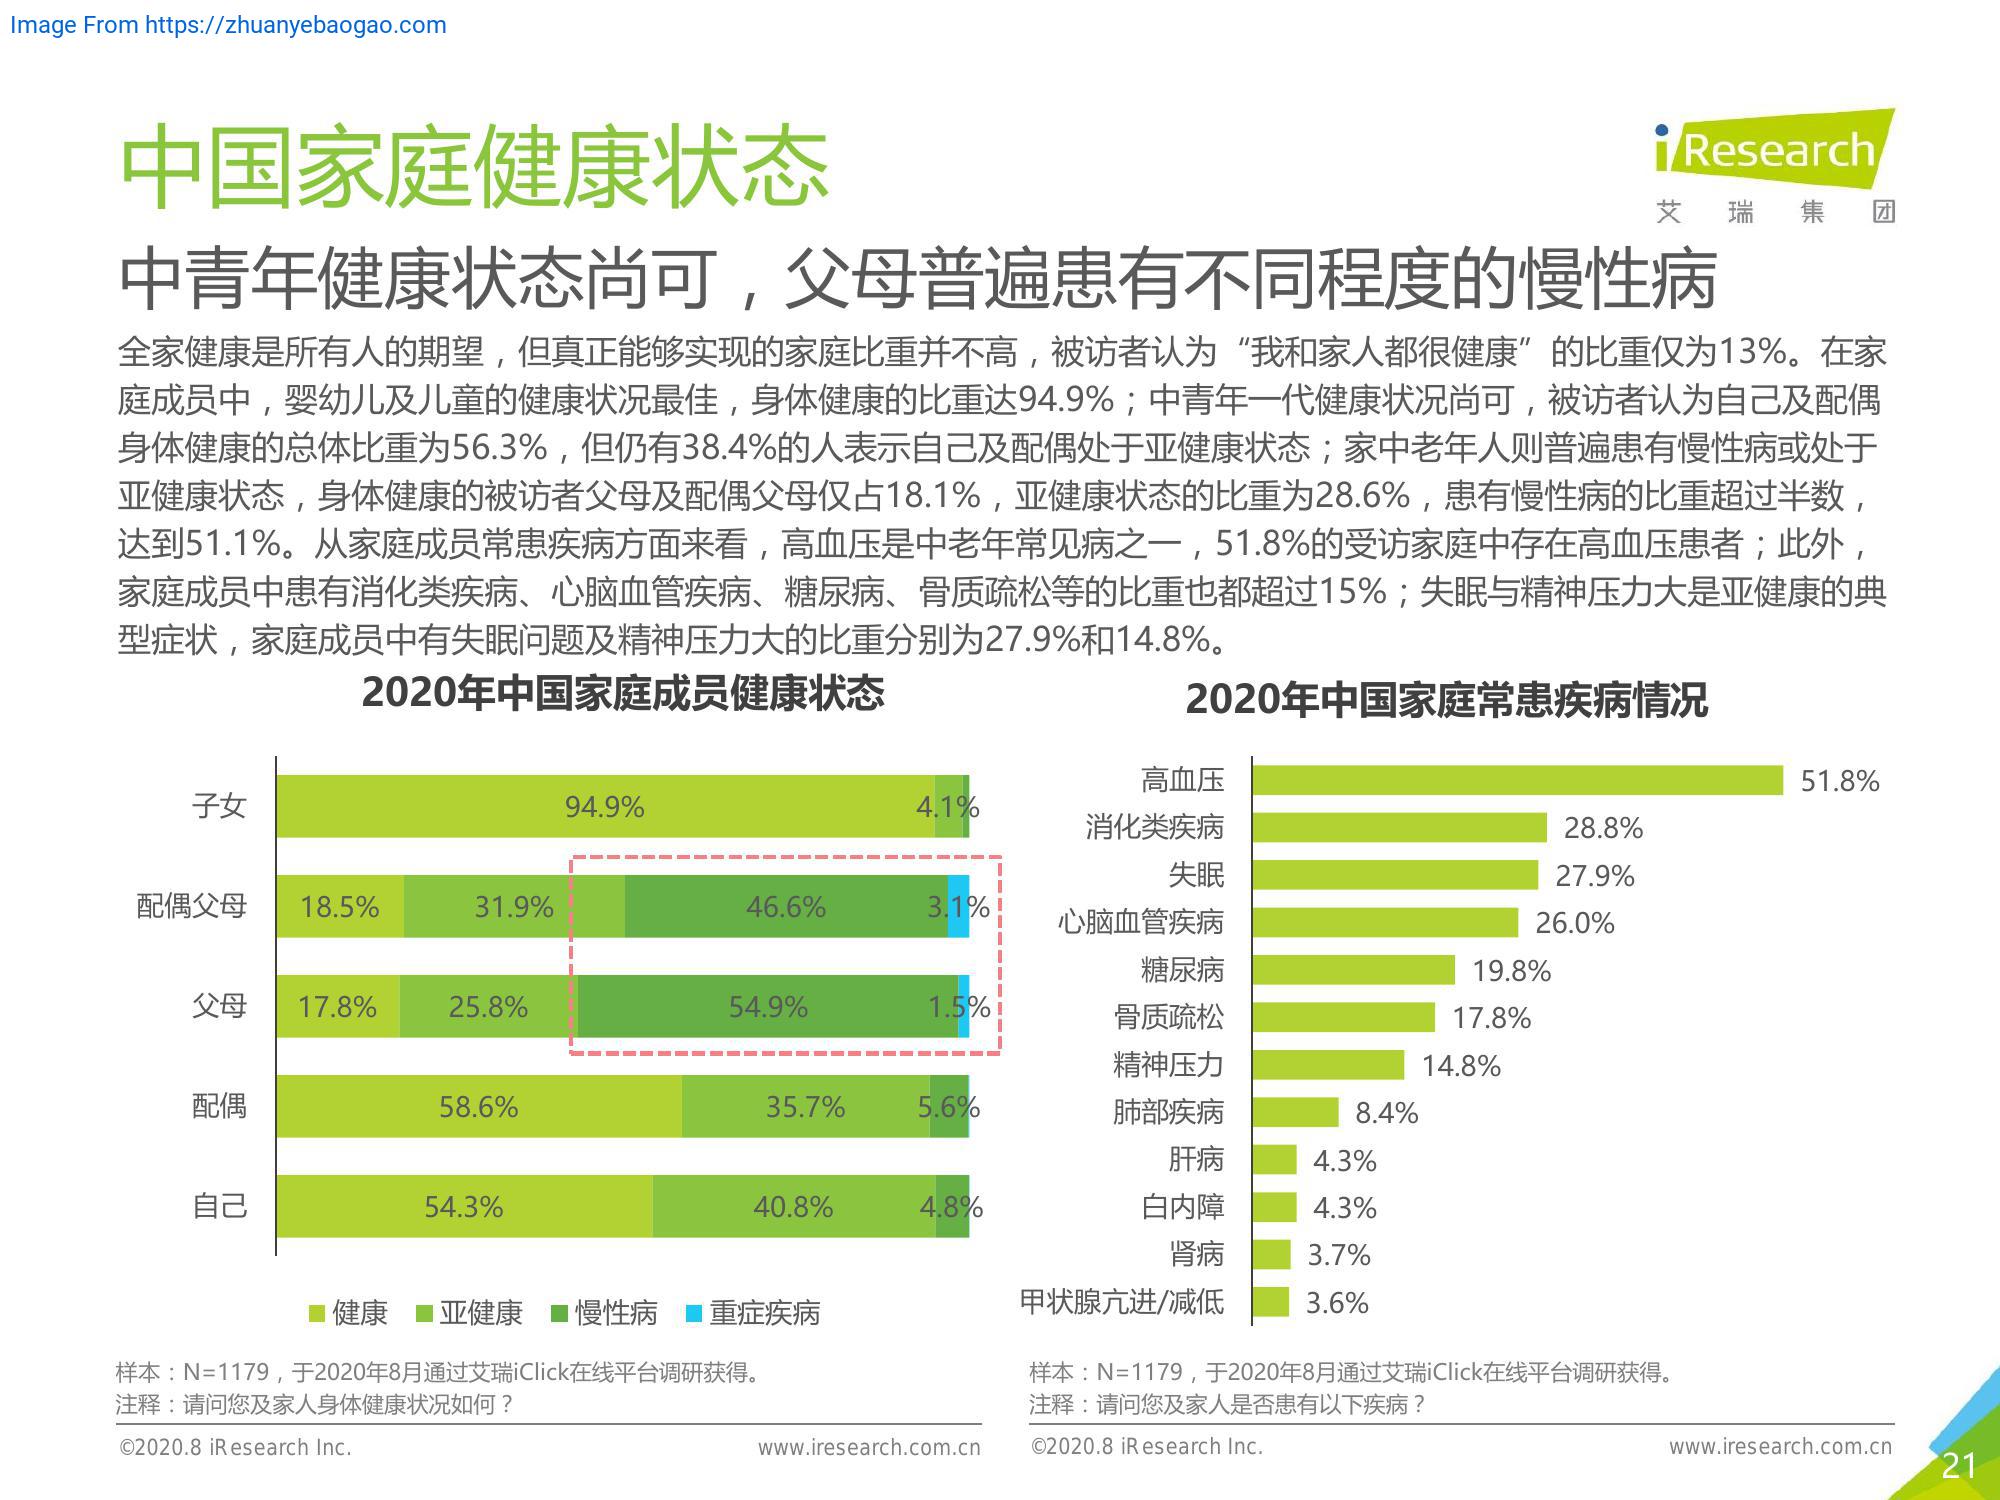 Image From https://zhuanyebaogao.com
中国家庭健康状态
iResearch
艾瑞集团
中青年健康状态尚可，父母普遍患有不同程度的慢性病
全家健康是所有人的期望，但真正能够实现的家庭比重并不高，被访者认为“我和家人都很健康”的比重仅为13%。在家
庭成员中，婴幼儿及儿童的健康状况最佳，身体健康的比重达94.9%；中青年一代健康状况尚可，被访者认为自己及配偶
身体健康的总体比重为56.3%，但仍有38.4%的人表示自己及配偶处于亚健康状态；家中老年人则普遍患有慢性病或处于
亚健康状态，身体健康的被访者父母及配偶父母仅占18.1%，亚健康状态的比重为28.6%，患有慢性病的比重超过半数，
达到51.1%。从家庭成员常患疾病方面来看，高血压是中老年常见病之一，51.8%的受访家庭中存在高血压患者；此外，
家庭成员中患有消化类疾病、心脑血管疾病、糖尿病、骨质疏松等的比重也都超过15%；失眠与精神压力大是亚健康的典
型症状，家庭成员中有失眠问题及精神压力大的比重分别为27.9%和14.8%。
2020年中国家庭成员健康状态
子女 94.9% 4.1%
配偶父母 18.5% 31.9% 46.6% 3.1%
父母 17.8% 25.8% 54.9% 1.5%
配偶 58.6% 35.7% 5.6%
自己 54.3% 40.8% 4.8%
健康 亚健康 慢性病 重症疾病
样本：N=1179，于2020年8月通过艾瑞iClick在线平台调研获得。
注释：请问您及家人身体健康状况如何？
©2020.8 iResearch Inc. www.iresearch.com.cn
2020年中国家庭常患疾病情况
高血压 51.8%
消化类疾病 28.8%
失眠 27.9%
心脑血管疾病 26.0%
糖尿病 19.8%
骨质疏松 17.8%
精神压力 14.8%
肺部疾病 8.4%
肝病 4.3%
白内障 4.3%
肾病 3.7%
甲状腺亢进/减低 3.6%
样本：N=1179，于2020年8月通过艾瑞iClick在线平台调研获得。
注释：请问您及家人是否患有以下疾病？
©2020.8 iResearch Inc. www.iresearch.com.cn
21